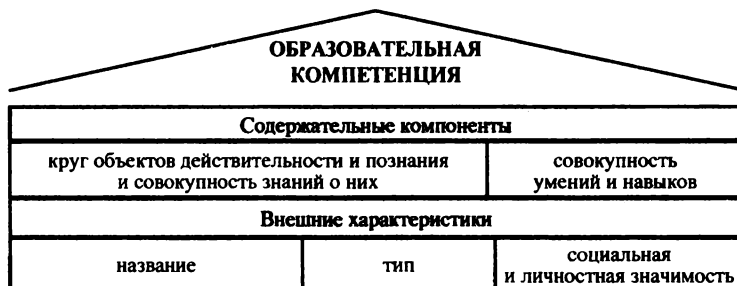 ОБРАЗОВАТЕЛЬНАЯ
КОМПЕТЕНЦИЯ
Содержательные компоненты
круг объектов действительности и познания
и совокупность знаний о них
совокупность
умений и навыков
Внешние характеристики
название
тип
социальная
и личностная значимость